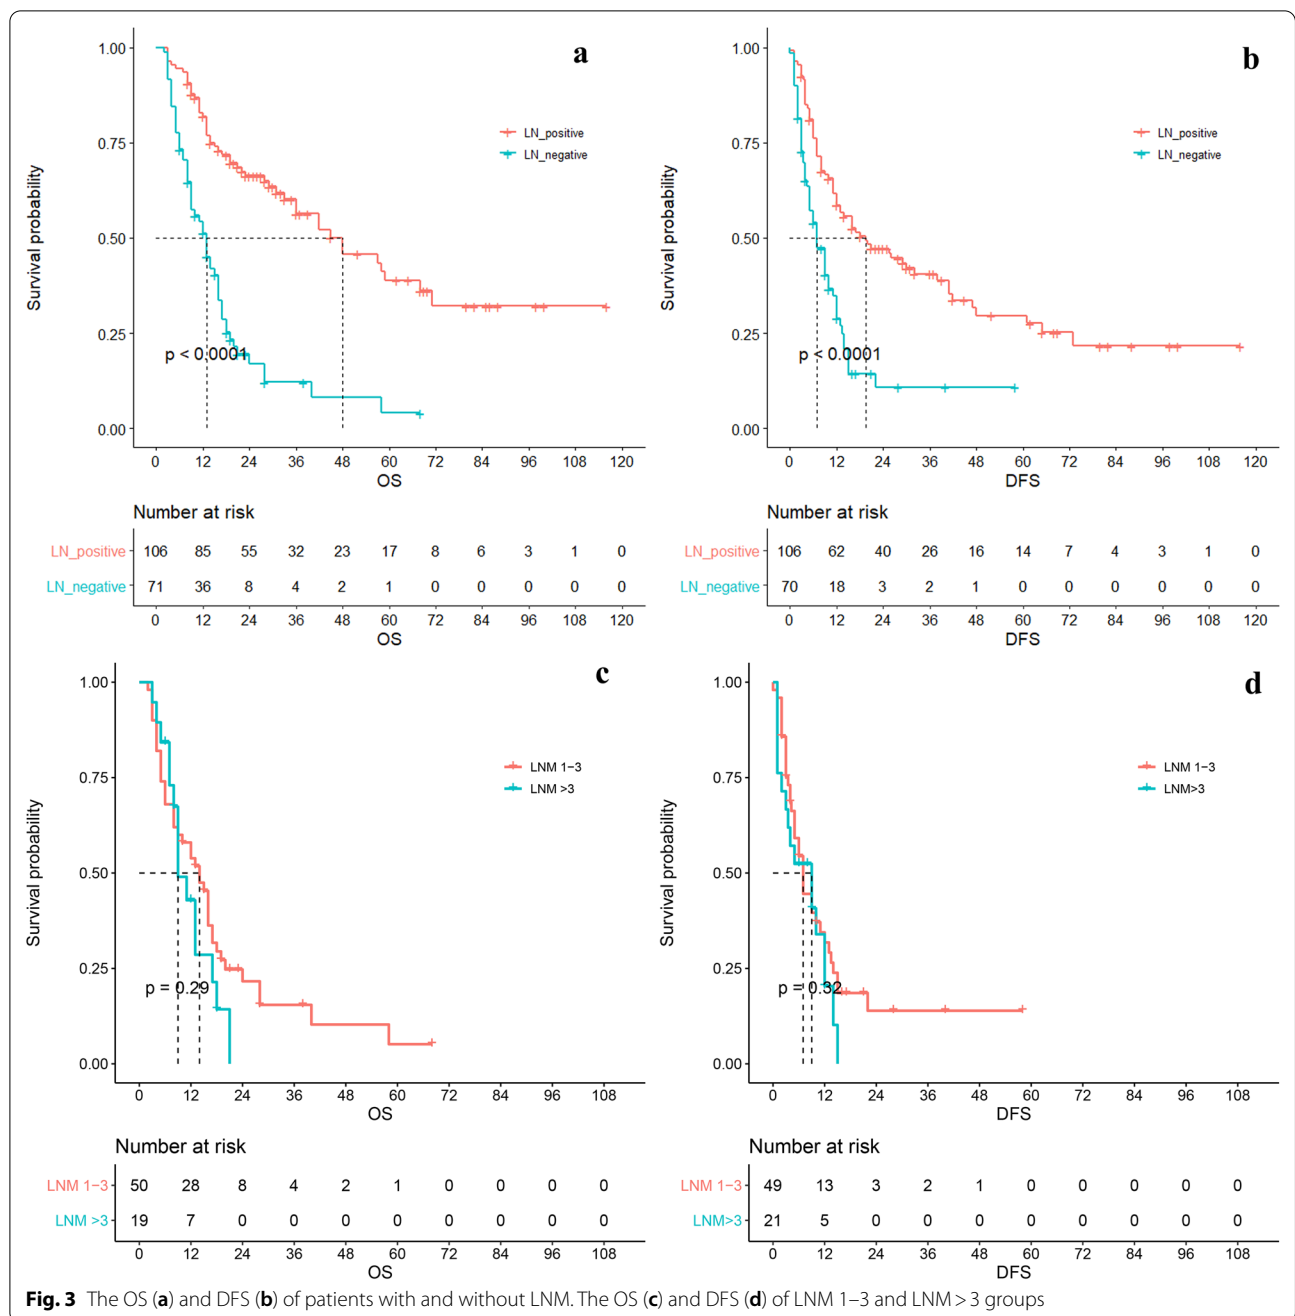 a
1.00
0.75
0.50
0.25
0.00
Survival probability
LN_positive
LN_negative
p < 0.0001
0 12 24 36 48 60 72 84 96 108 120
OS
Number at risk
LN_positive 106 85 55 32 23 17 8 6 3 1 0
LN_negative 71 36 8 4 2 1 0 0 0 0 0
0 12 24 36 48 60 72 84 96 108 120
OS
b
1.00
0.75
0.50
0.25
0.00
Survival probability
LN_positive
LN_negative
p < 0.0001
0 12 24 36 48 60 72 84 96 108 120
DFS
Number at risk
LN_positive 106 62 40 26 16 14 7 4 3 1 0
LN_negative 70 18 3 2 1 0 0 0 0 0 0
0 12 24 36 48 60 72 84 96 108 120
DFS
c
1.00
0.75
0.50
0.25
0.00
Survival probability
LNM 1−3
LNM >3
p = 0.29
0 12 24 36 48 60 72 84 96 108
OS
Number at risk
LNM 1−3 50 28 8 4 2 1 0 0 0 0
LNM >3 19 7 0 0 0 0 0 0 0 0
0 12 24 36 48 60 72 84 96 108
OS
d
1.00
0.75
0.50
0.25
0.00
Survival probability
LNM 1−3
LNM>3
p = 0.32
0 12 24 36 48 60 72 84 96 108
DFS
Number at risk
LNM 1−3 49 13 3 2 1 0 0 0 0 0
LNM>3 21 5 0 0 0 0 0 0 0 0
0 12 24 36 48 60 72 84 96 108
DFS
Fig. 3 The OS (a) and DFS (b) of patients with and without LNM. The OS (c) and DFS (d) of LNM 1–3 and LNM > 3 groups